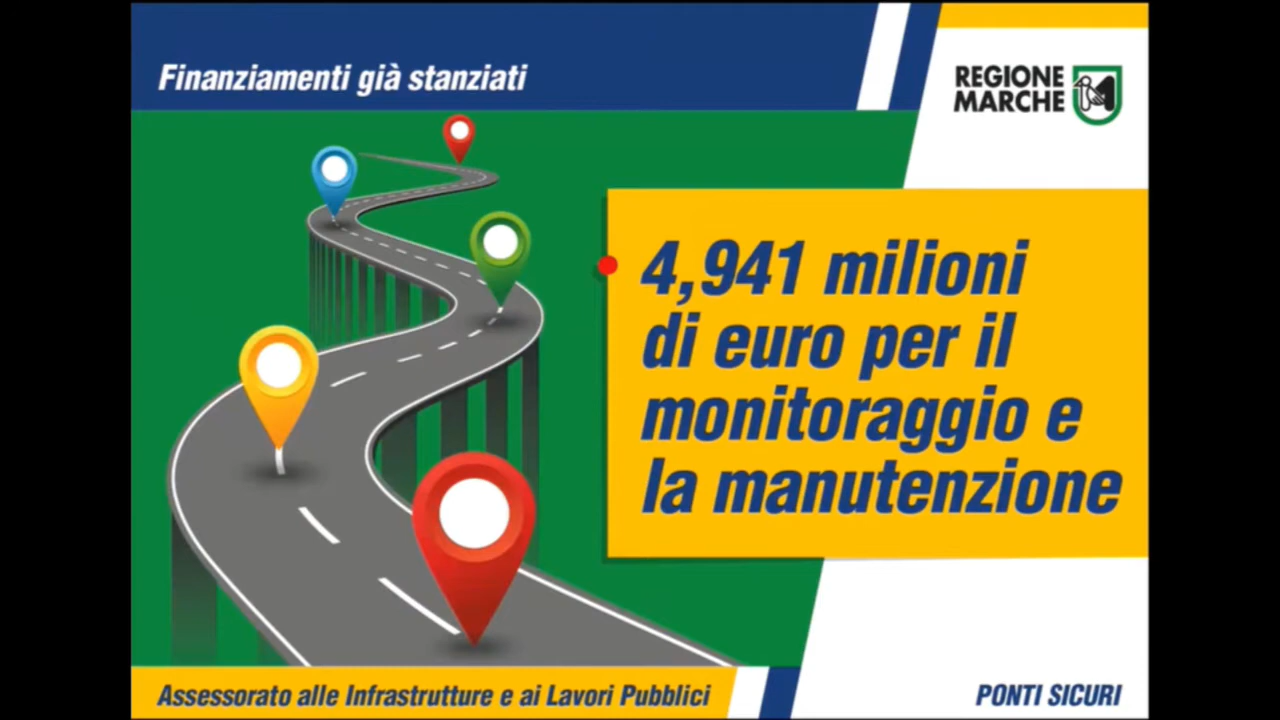 Finanziamenti già stanziati
REGIONE
MARCHE
4,941 milioni
di euro per il
monitoraggio e
la manutenzione
Assessorato alle Infrastrutture e ai Lavori Pubblici
PONTI SICURI